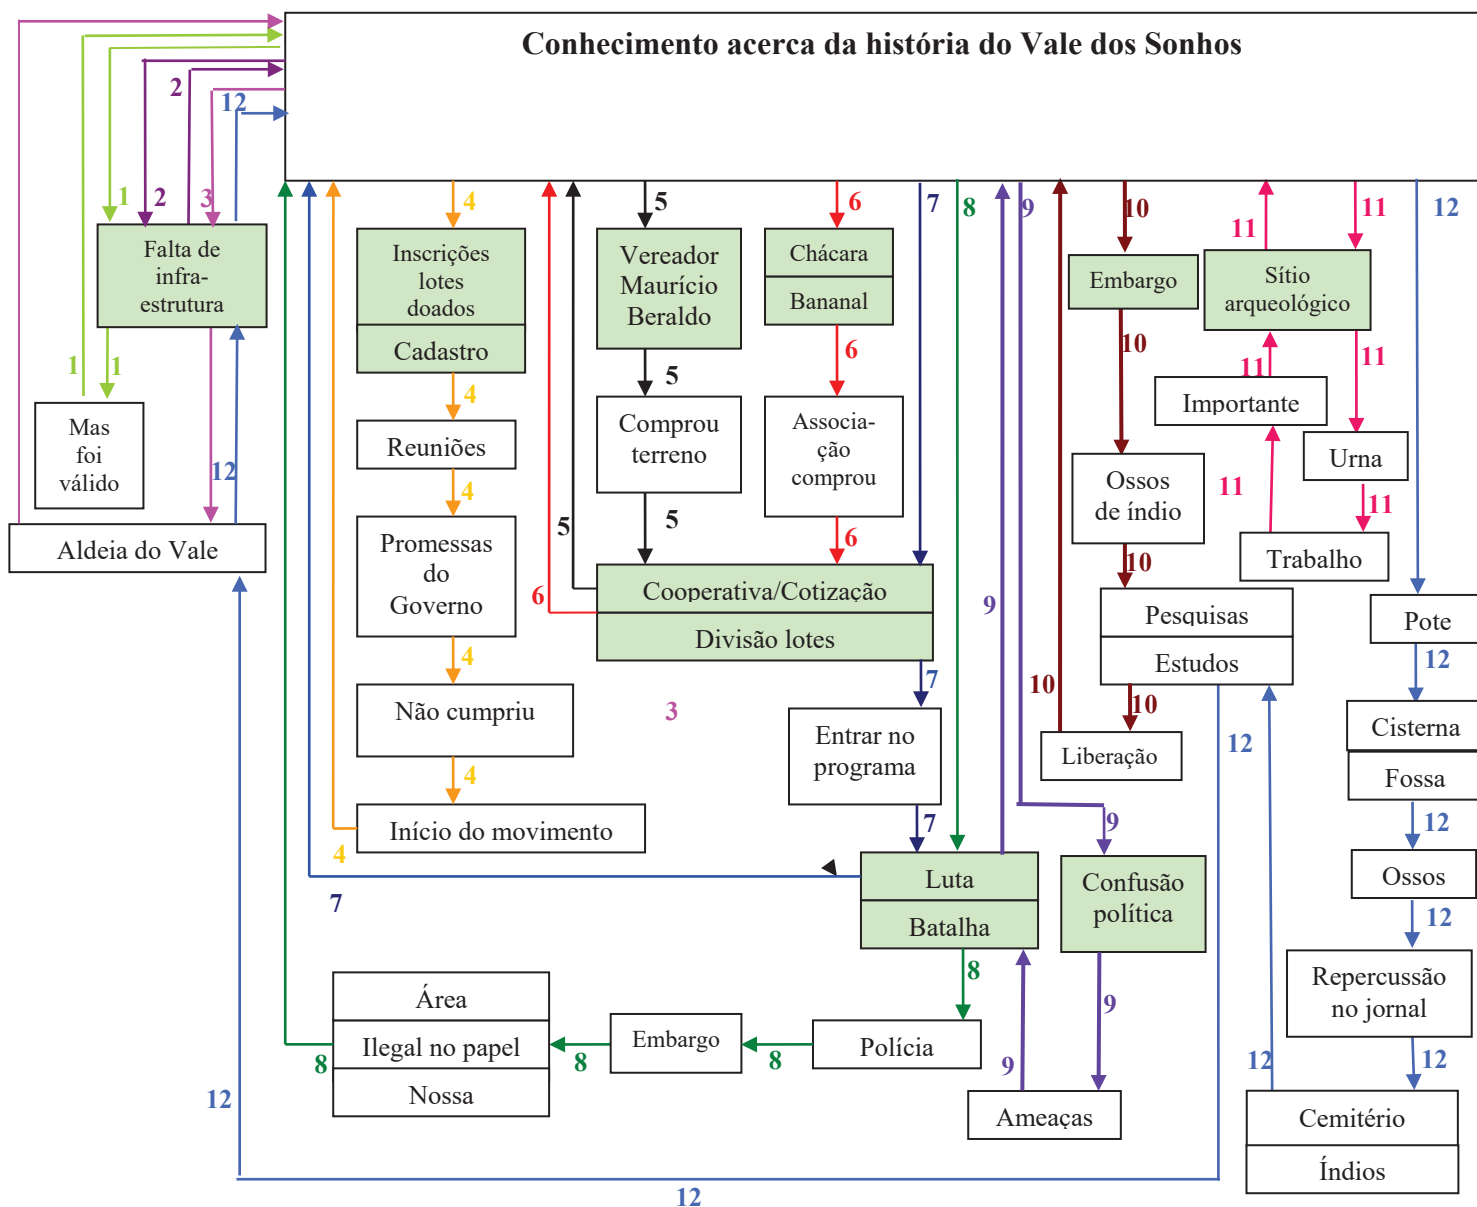 Conhecimento acerca da história do Vale dos Sonhos
2
12
1
2
3
4
5
6
7
8
9
10
11
11
12
Falta de
infra-
estrutura
Inscrições
lotes
doados
Cadastro
Vereador
Maurício
Beraldo
Chácara
Bananal
Embargo
Sítio
arqueológico
1
1
4
5
6
10
11
11
Mas
foi
válido
Reuniões
Comprou
terreno
Associa-
ção
comprou
Importante
Urna
12
4
5
6
Ossos
de índio
11
11
Aldeia do Vale
Promessas
do
Governo
5
10
Trabalho
6
Cooperativa/Cotização
Divisão lotes
9
Pesquisas
Estudos
Pote
4
7
12
Não cumpriu
3
10
10
12
Cisterna
Fossa
Entrar no
programa
Liberação
4
7
9
12
Início do movimento
4
7
Luta
Batalha
Confusão
política
Ossos
12
8
9
Área
Ilegal no papel
Nossa
8
8
Embargo
8
Polícia
9
Repercussão
no jornal
12
12
12
Ameaças
Cemitério
Índios
12